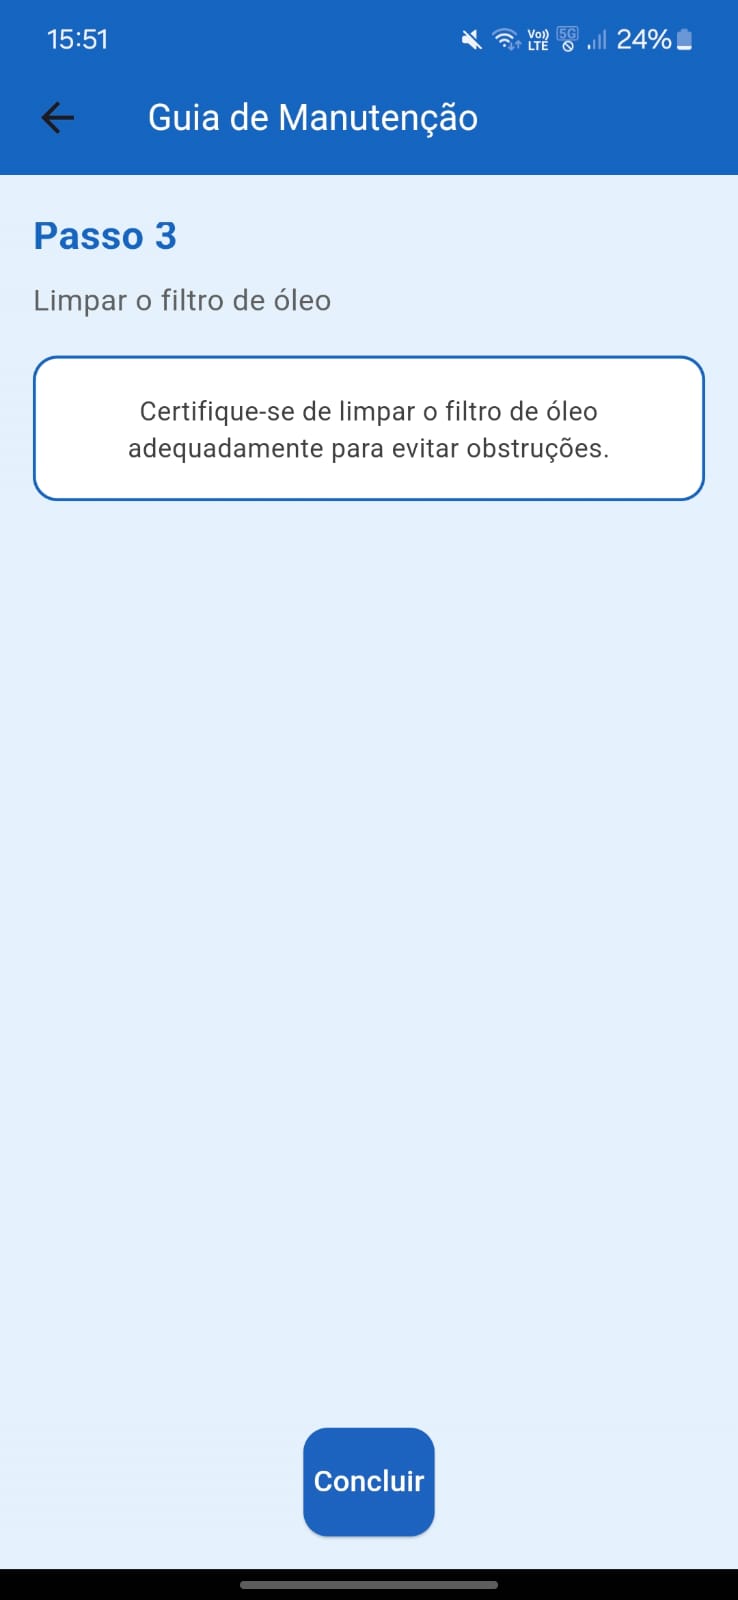 15:51
Vo))
LTE
5G
24%
Guia de Manutenção
Passo 3
Limpar o filtro de óleo
Certifique-se de limpar o filtro de óleo
adequadamente para evitar obstruções.
Concluir